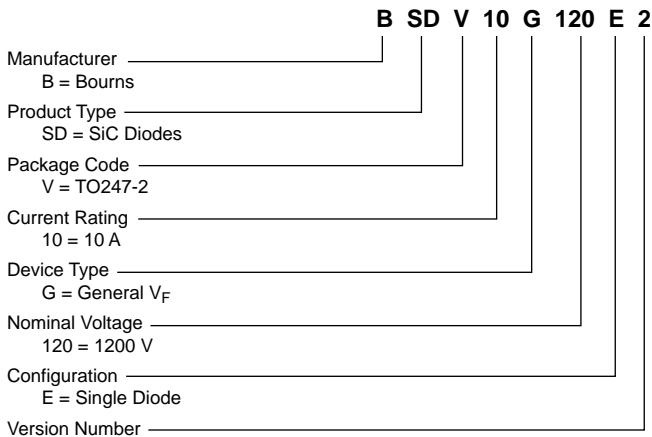 B SD V 10 G 120 E 2
Manufacturer
B = Bourns
Product Type
SD = SiC Diodes
Package Code
V = TO247-2
Current Rating
10 = 10 A
Device Type
G = General VF
Nominal Voltage
120 = 1200 V
Configuration
E = Single Diode
Version Number